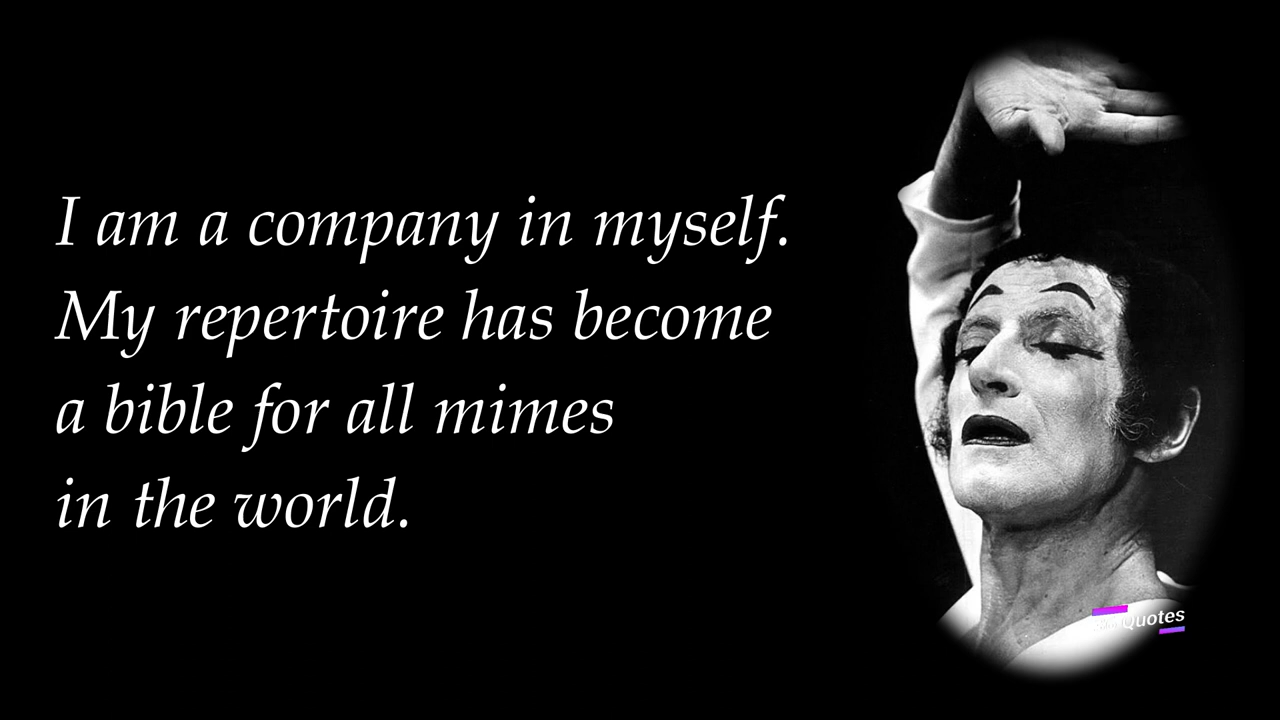 I am a company in myself.
My repertoire has become
a bible for all mimes
in the world.
Quotes